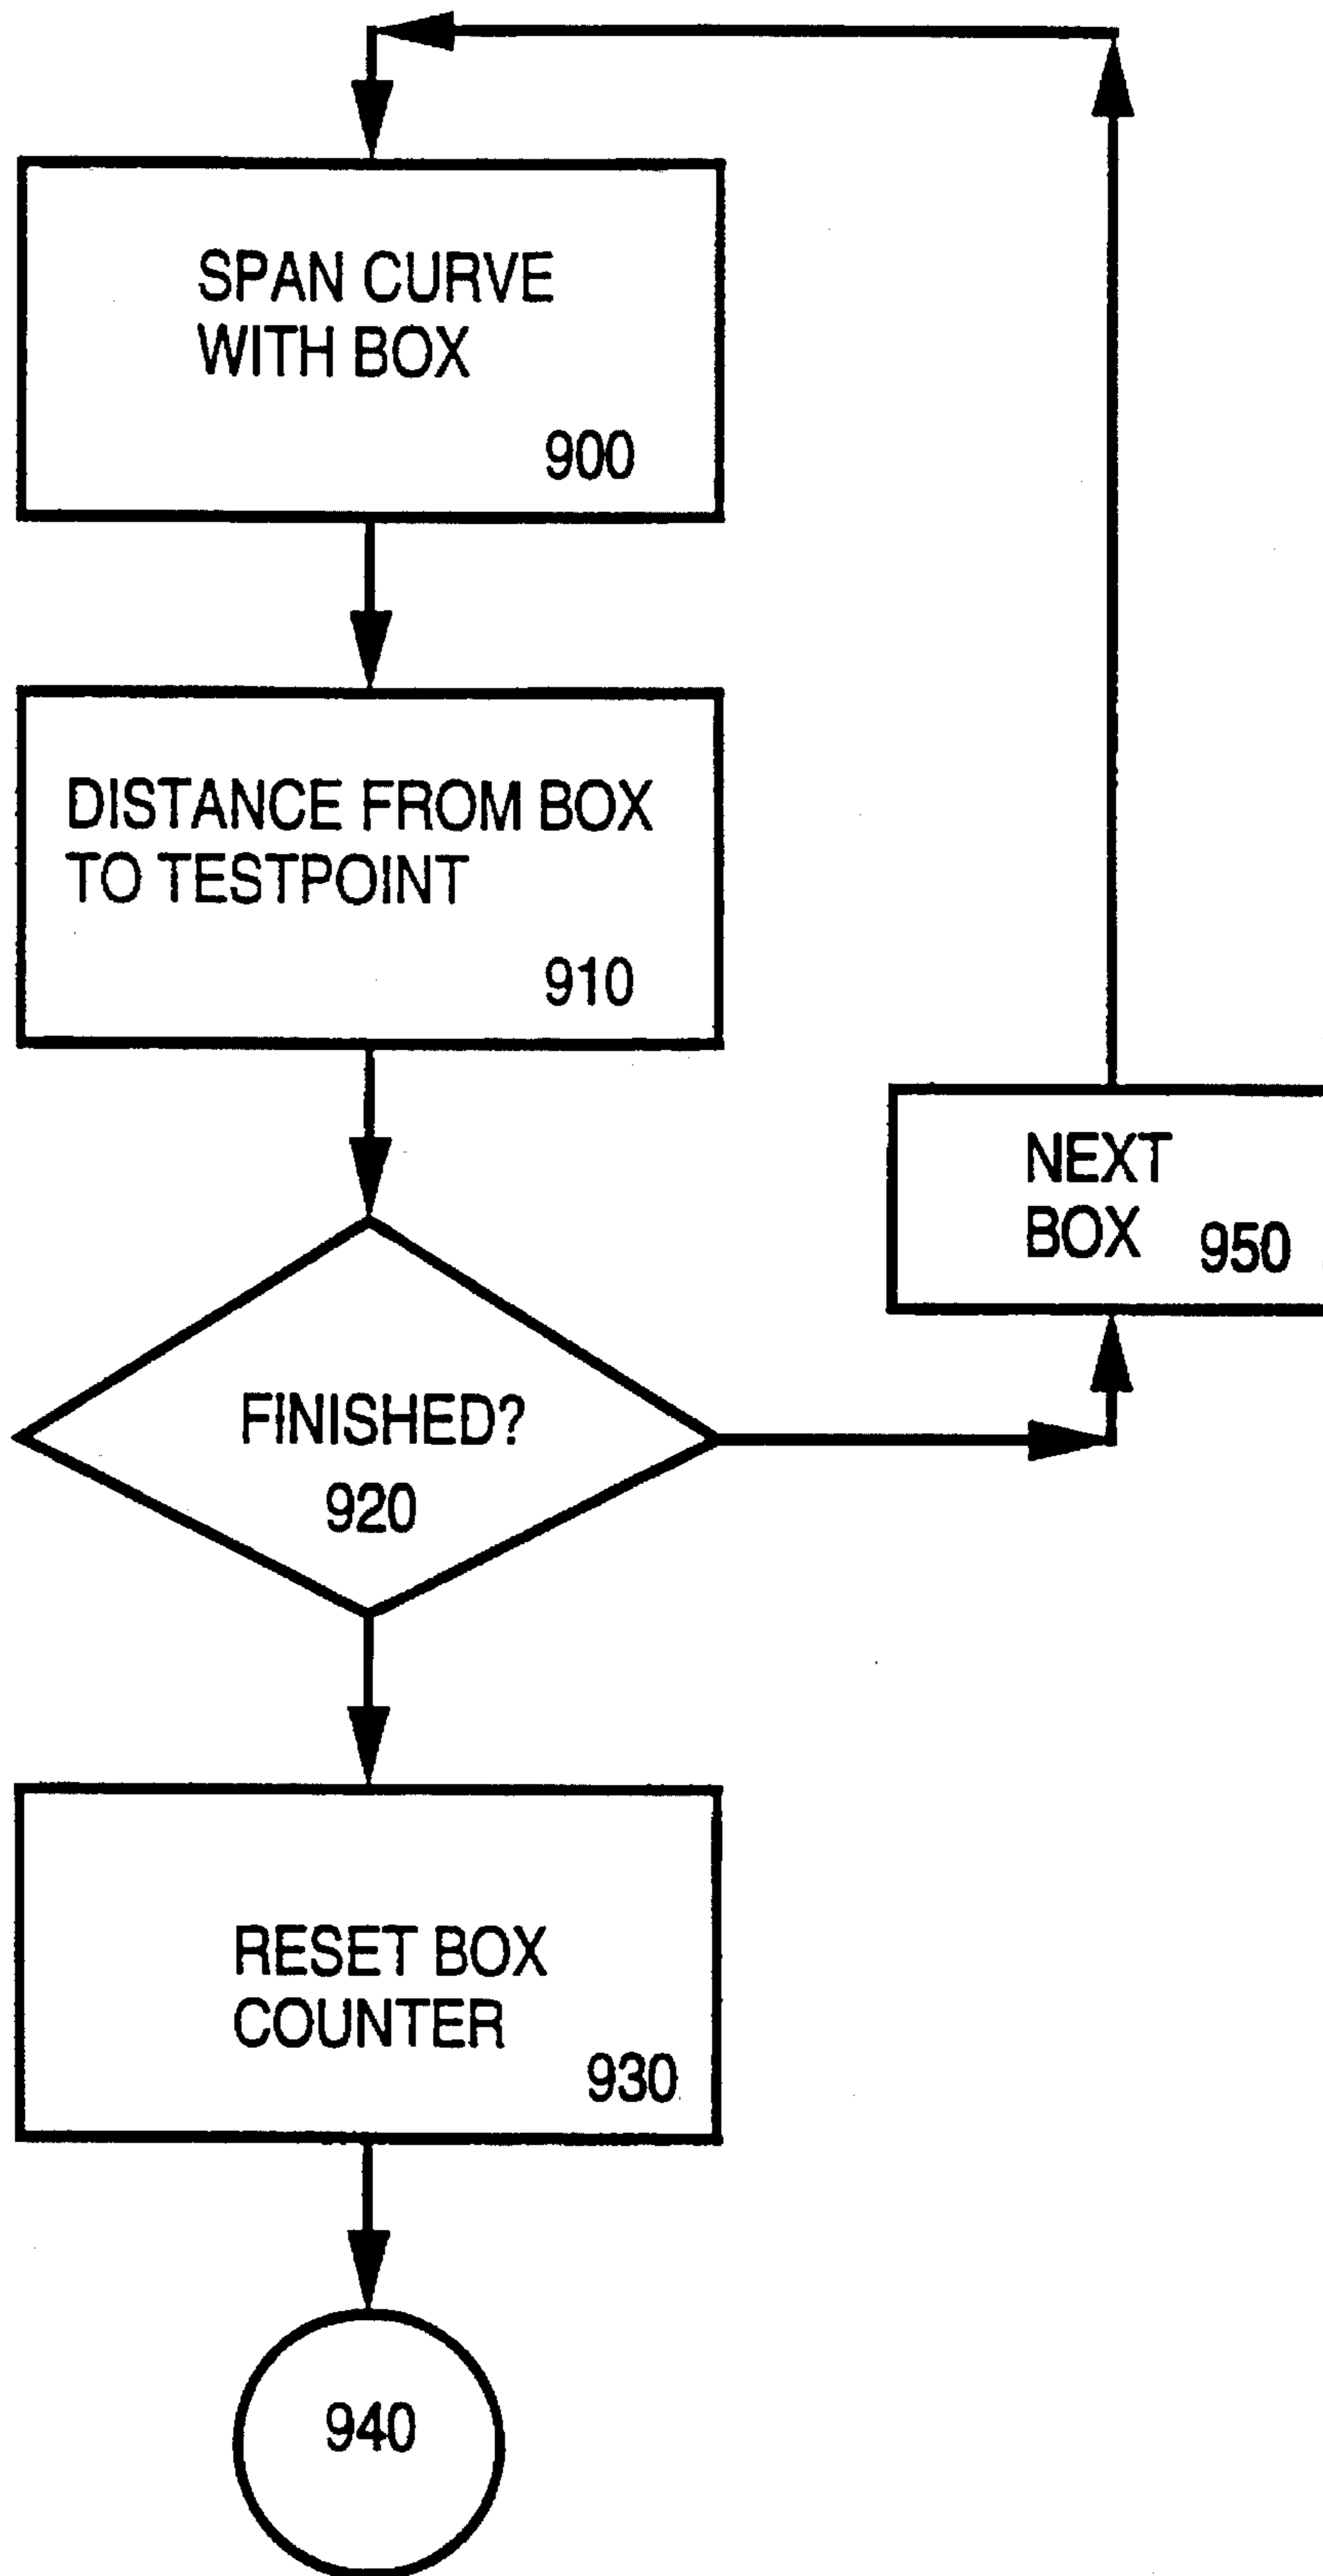 SPAN CURVE
WITH BOX
900
DISTANCE FROM BOX
TO TESTPOINT
910
NEXT
BOX 950
FINISHED?
920
RESET BOX
COUNTER
930
940